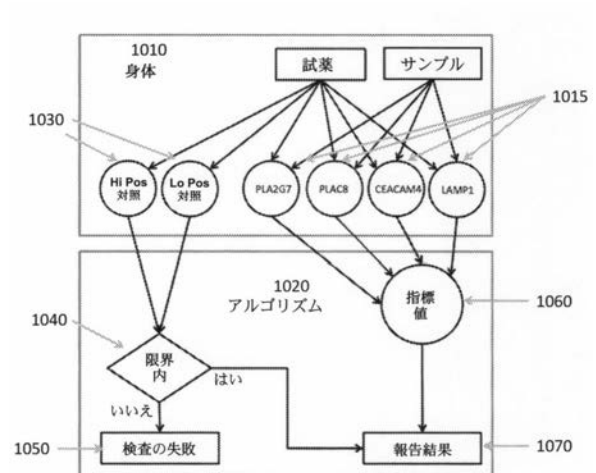 1010
身体
試薬
サンプル
1015
1030
Hi Pos
対照
Lo Pos
対照
PLA2G7
PLAC8
CEACAM4
LAMP1
1020
アルゴリズム
指標
値
1060
1040
限界
内
はい
いいえ
1050
検査の失敗
報告結果
1070